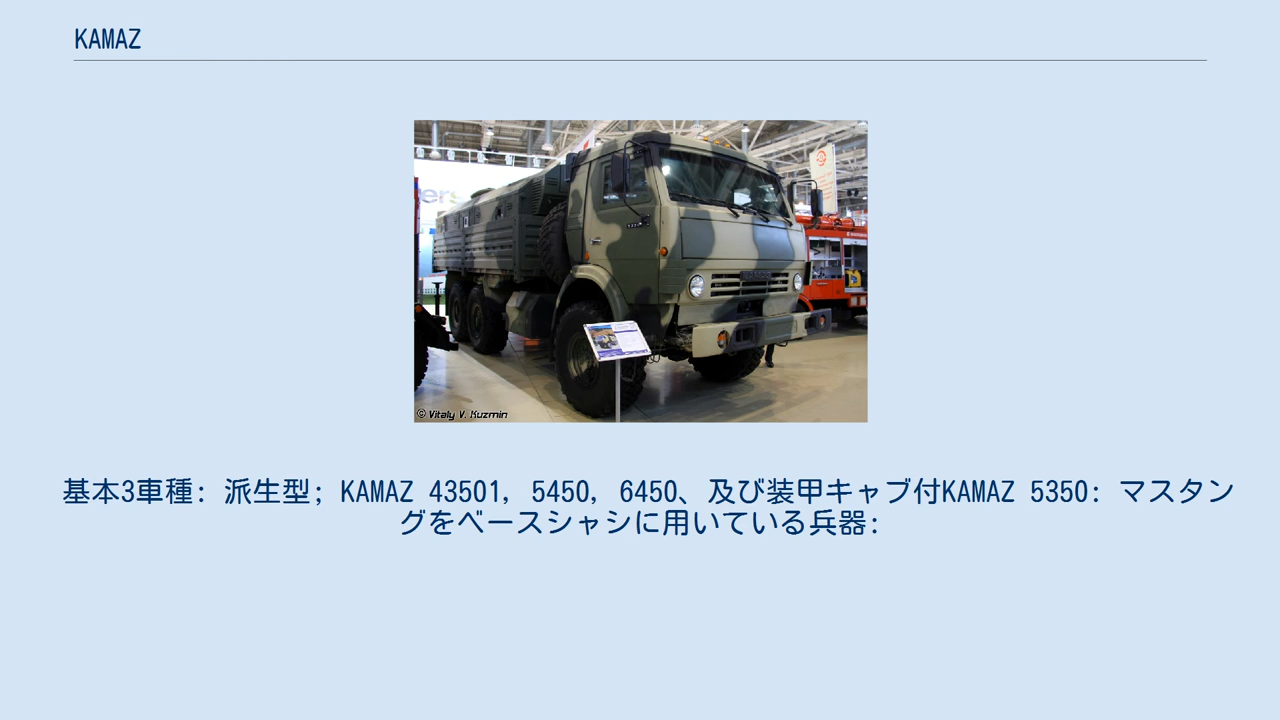 KAMAZ
© Vitaly V. Kuzmin
基本3車種: 派生型; KAMAZ 43501, 5450, 6450、及び装甲キャブ付KAMAZ 5350: マスタン
グをベースシャシに用いている兵器: